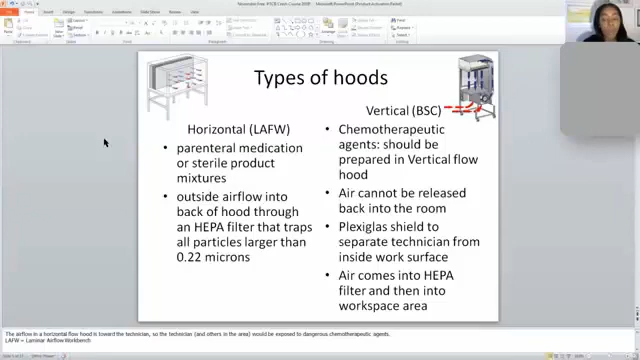 Types of hoods
Horizontal (LAFW)
• parenteral medication
or sterile product
mixtures
• outside airflow into
back of hood through
an HEPA filter that traps
all particles larger than
0.22 microns
Vertical (BSC)
• Chemotherapeutic
agents: should be
prepared in Vertical flow
hood
• Air cannot be released
back into the room
• Plexiglas shield to
separate technician from
inside work surface
• Air comes into HEPA
filter and then into
workspace area
The airflow in a horizontal flow hood is toward the technician, so the technician (and others in the area) would be exposed to dangerous chemotherapeutic agents.
LAFW = Laminar Airflow Workbench